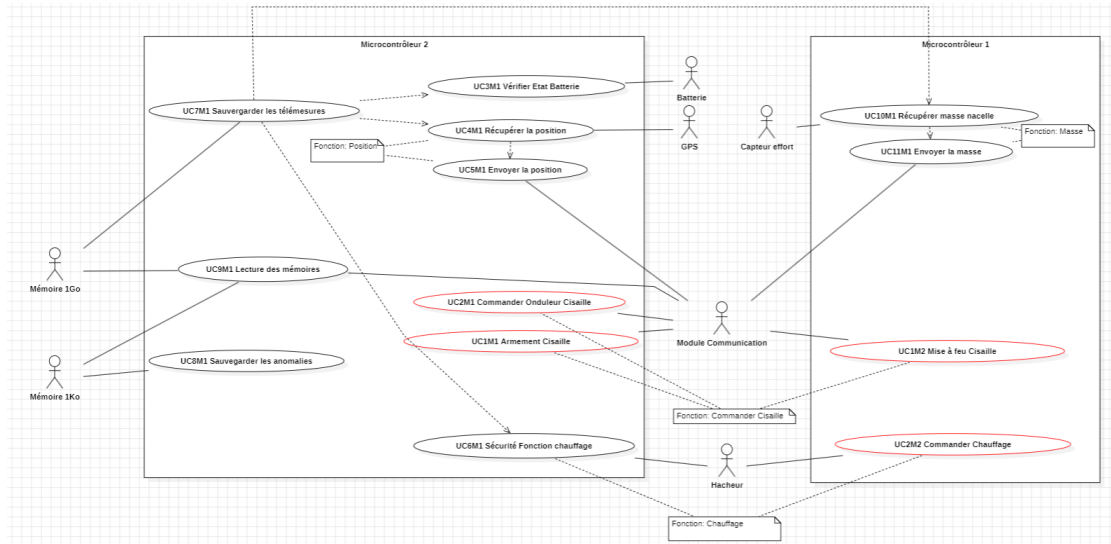 Microcontrôleur 2
Microcontrôleur 1
UC3M1 Vérifier Etat Batterie
Batterie
UC7M1 Sauvergarder les télémesures
UC4M1 Récupérer la position
GPS
Capteur effort
UC10M1 Récupérer masse nacelle
Fonction: Position
Fonction: Masse
UC11M1 Envoyer la masse
UC5M1 Envoyer la position
Mémoire 1Go
UC9M1 Lecture des mémoires
UC2M1 Commander Onduleur Cisaille
UC1M1 Armement Cisaille
Module Communication
UC1M2 Mise à feu Cisaille
Mémoire 1Ko
UC8M1 Sauvegarder les anomalies
Fonction: Commander Cisaille
UC6M1 Sécurité Fonction chauffage
UC2M2 Commander Chauffage
Hacheur
Fonction: Chauffage